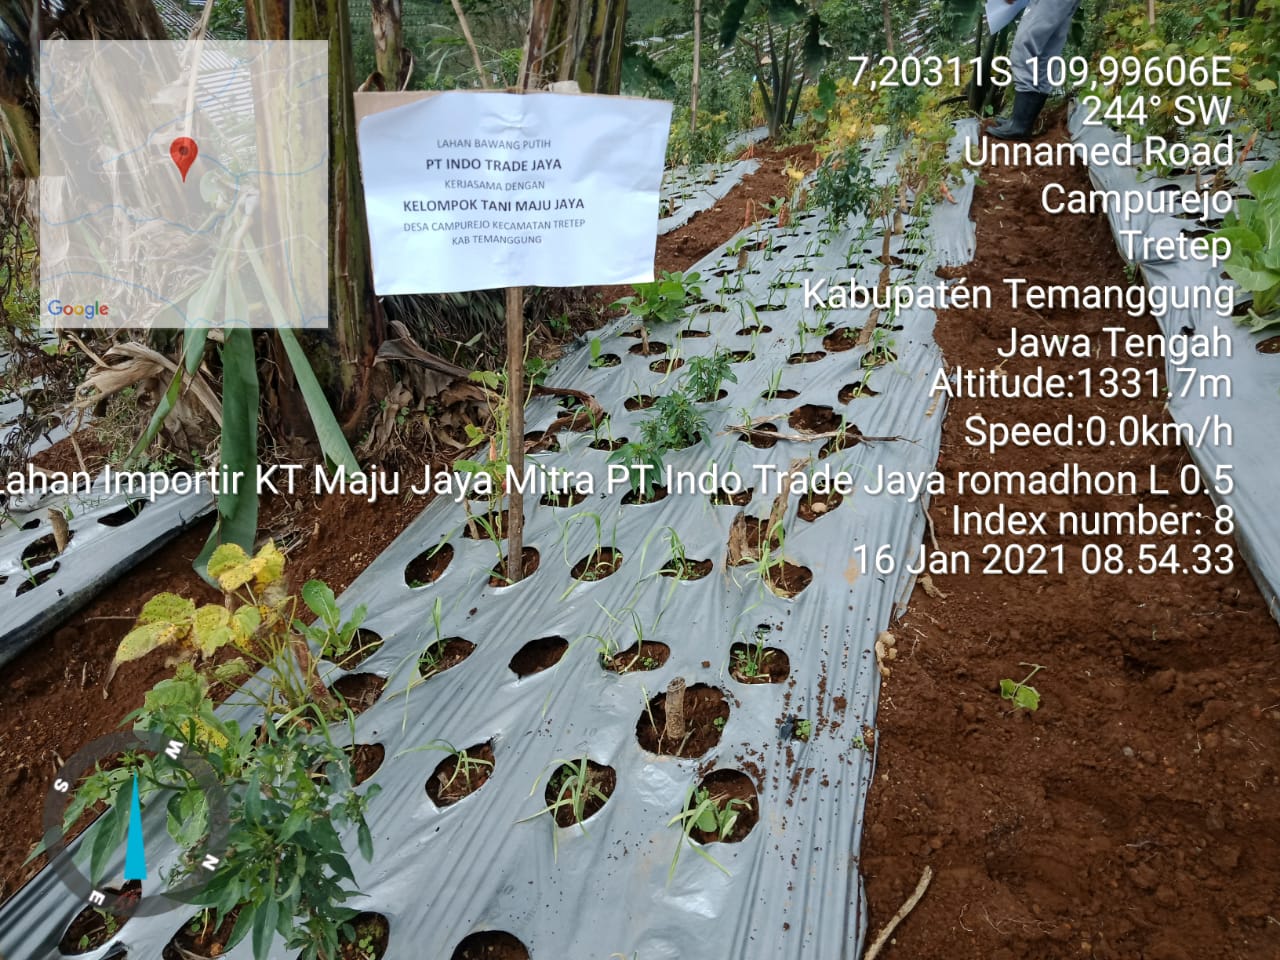 LAHAN BAWANG PUTIH
PT INDO TRADE JAYA
KERJASAMA DENGAN
KELOMPOK TANI MAJU JAYA
DESA CAMPUREJO KECAMATAN TRETEP
KAB TEMANGGUNG
7,20311S 109,99606E
244° SW
Unnamed Road
Campurejo
Tretep
Kabupatén Temanggung
Jawa Tengah
Altitude:1331.7m
Speed:0.0km/h
Lahan Importir KT Maju Jaya Mitra PT Indo Trade Jaya romadhon L 0.5
Index number: 8
16 Jan 2021 08.54.33
Google
S
W
E
N